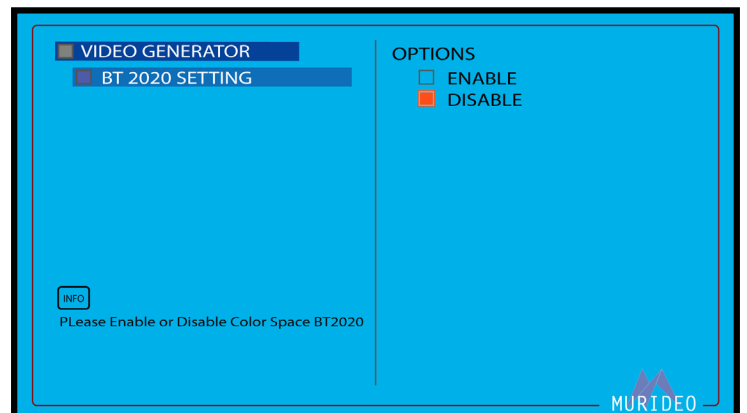 VIDEO GENERATOR
BT 2020 SETTING
OPTIONS
ENABLE
DISABLE
INFO
PLease Enable or Disable Color Space BT2020
MURIDEO